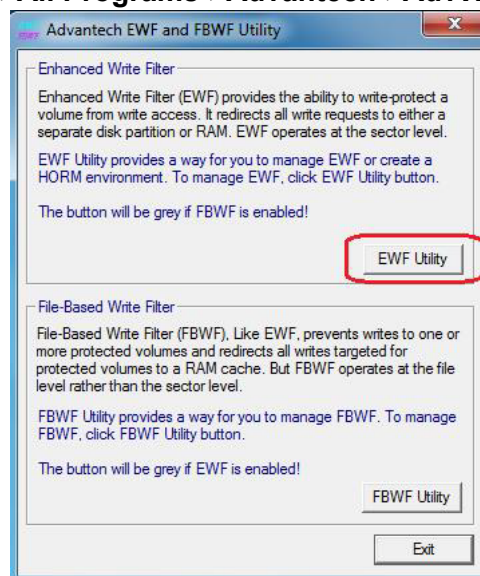 All Programs
Advantech EWF and FBWF Utility
Enhanced Write Filter
Enhanced Write Filter (EWF) provides the ability to write-protect a
volume from write access. It redirects all write requests to either a
separate disk partition or RAM. EWF operates at the sector level.
EWF Utility provides a way for you to manage EWF or create a
HORM environment. To manage EWF, click EWF Utility button.
The button will be grey if FBWF is enabled!
EWF Utility
File-Based Write Filter
File-Based Write Filter (FBWF), Like EWF, prevents writes to one or
more protected volumes and redirects all writes targeted for
protected volumes to a RAM cache. But FBWF operates at the file
level rather than the sector level.
FBWF Utility provides a way for you to manage FBWF. To manage
FBWF, click FBWF Utility button.
The button will be grey if EWF is enabled!
FBWF Utility
Exit